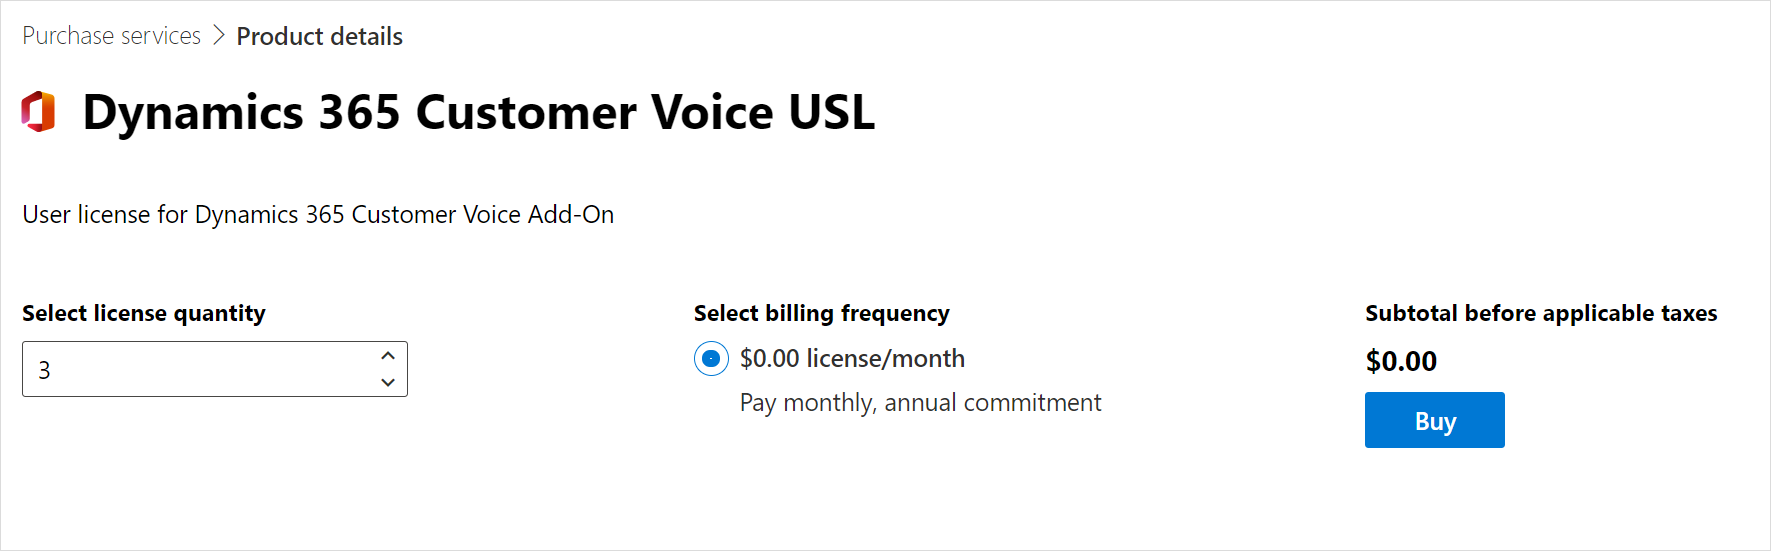 Purchase services > Product details
Dynamics 365 Customer Voice USL
User license for Dynamics 365 Customer Voice Add-On
Select license quantity
3
Select billing frequency
$0.00 license/month
Pay monthly, annual commitment
Subtotal before applicable taxes
$0.00
Buy